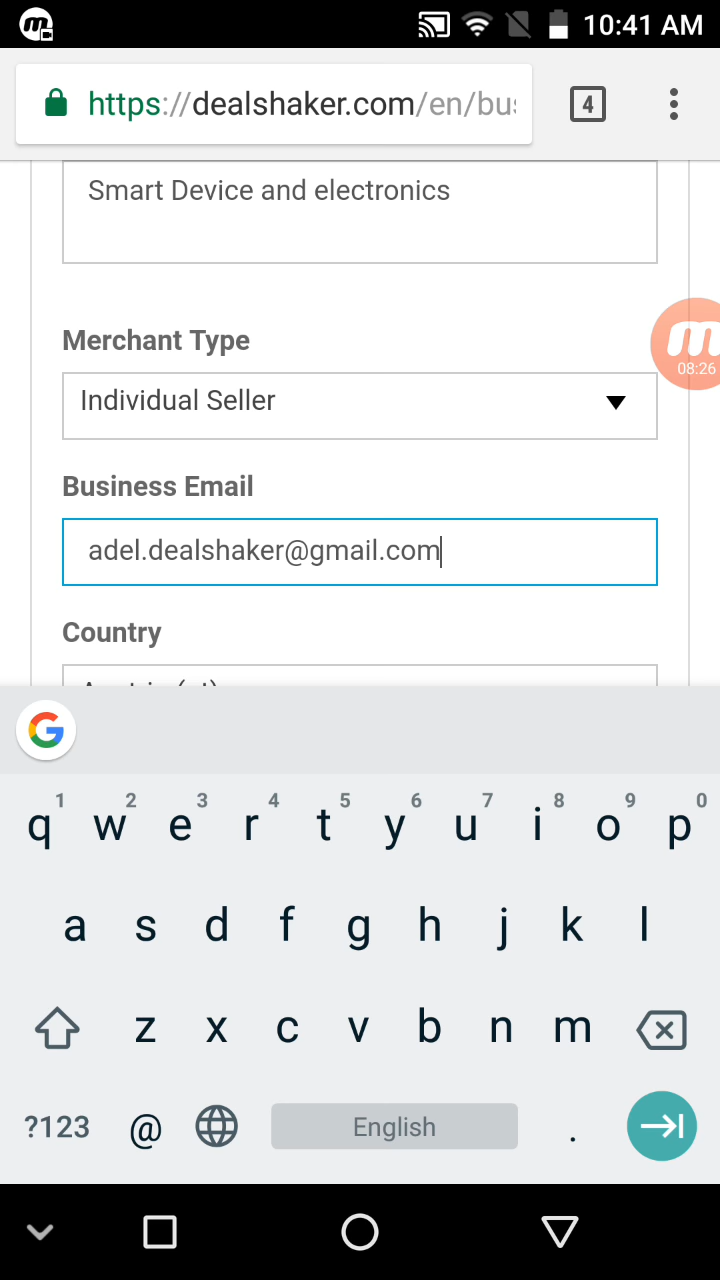 10:41 AM
https://dealshaker.com/en/bus
4
Smart Device and electronics
Merchant Type
08:26
Individual Seller
Business Email
adel.dealshaker@gmail.com
Country
G
1 2 3 4 5 6 7 8 9 0
q w e r t y u i o p
a s d f g h j k l
z x c v b n m
?123 @ English .